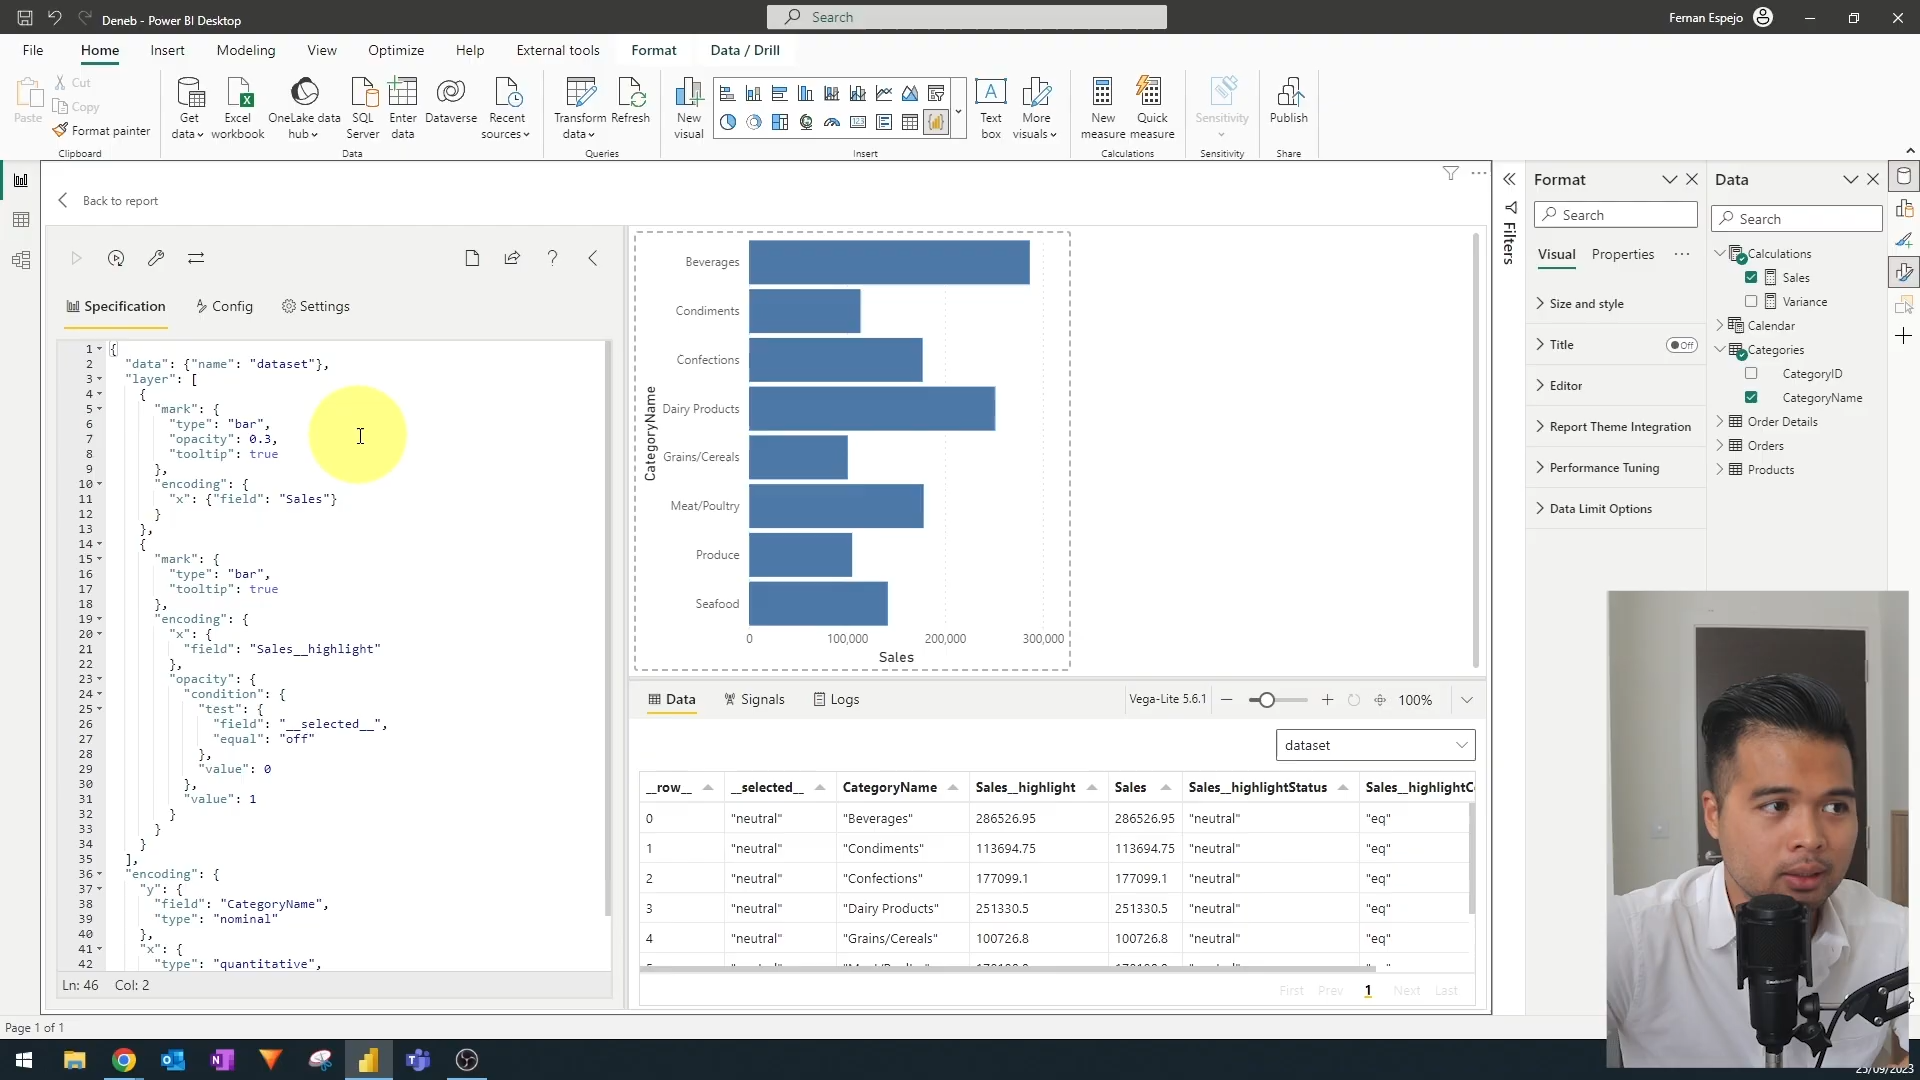 Deneb - Power BI Desktop
Search
Fernan Espejo
File
Home
Insert
Modeling
View
Optimize
Help
External tools
Format
Data / Drill
Paste
Cut
Copy
Format painter
Clipboard
Get data
Excel workbook
OneLake data hub
SQL Server
Enter data
Dataverse
Recent sources
Data
Transform data
Refresh
Queries
New visual
Text box
More visuals
Insert
New measure
Quick measure
Calculations
Sensitivity
Sensitivity
Publish
Share
Back to report
Specification
Config
Settings
1 {
2 "data": {"name": "dataset"},
3 "layer": [
4 {
5 "mark": {
6 "type": "bar",
7 "opacity": 0.3,
8 "tooltip": true
9 },
10 "encoding": {
11 "x": {"field": "Sales"}
12 }
13 },
14 {
15 "mark": {
16 "type": "bar",
17 "tooltip": true
18 },
19 "encoding": {
20 "x": {
21 "field": "Sales__highlight"
22 },
23 "opacity": {
24 "condition": {
25 "test": {
26 "field": "__selected__",
27 "equal": "off"
28 },
29 "value": 0
30 },
31 "value": 1
32 }
33 }
34 }
35 ],
36 "encoding": {
37 "y": {
38 "field": "CategoryName",
39 "type": "nominal"
40 },
41 "x": {
42 "type": "quantitative",
Ln: 46 Col: 2
CategoryName
Beverages
Condiments
Confections
Dairy Products
Grains/Cereals
Meat/Poultry
Produce
Seafood
0 100,000 200,000 300,000
Sales
Data
Signals
Logs
Vega-Lite 5.6.1
100%
dataset
__row__ __selected__ CategoryName Sales__highlight Sales Sales__highlightStatus Sales__highlightC
0 "neutral" "Beverages" 286526.95 286526.95 "neutral" "eq"
1 "neutral" "Condiments" 113694.75 113694.75 "neutral" "eq"
2 "neutral" "Confections" 177099.1 177099.1 "neutral" "eq"
3 "neutral" "Dairy Products" 251330.5 251330.5 "neutral" "eq"
4 "neutral" "Grains/Cereals" 100726.8 100726.8 "neutral" "eq"
First Prev 1 Next Last
Filters
Format
Search
Visual
Properties
Size and style
Title
Off
Editor
Report Theme Integration
Performance Tuning
Data Limit Options
Data
Search
Calculations
Sales
Variance
Calendar
Categories
CategoryID
CategoryName
Order Details
Orders
Products
Page 1 of 1
25/09/2023